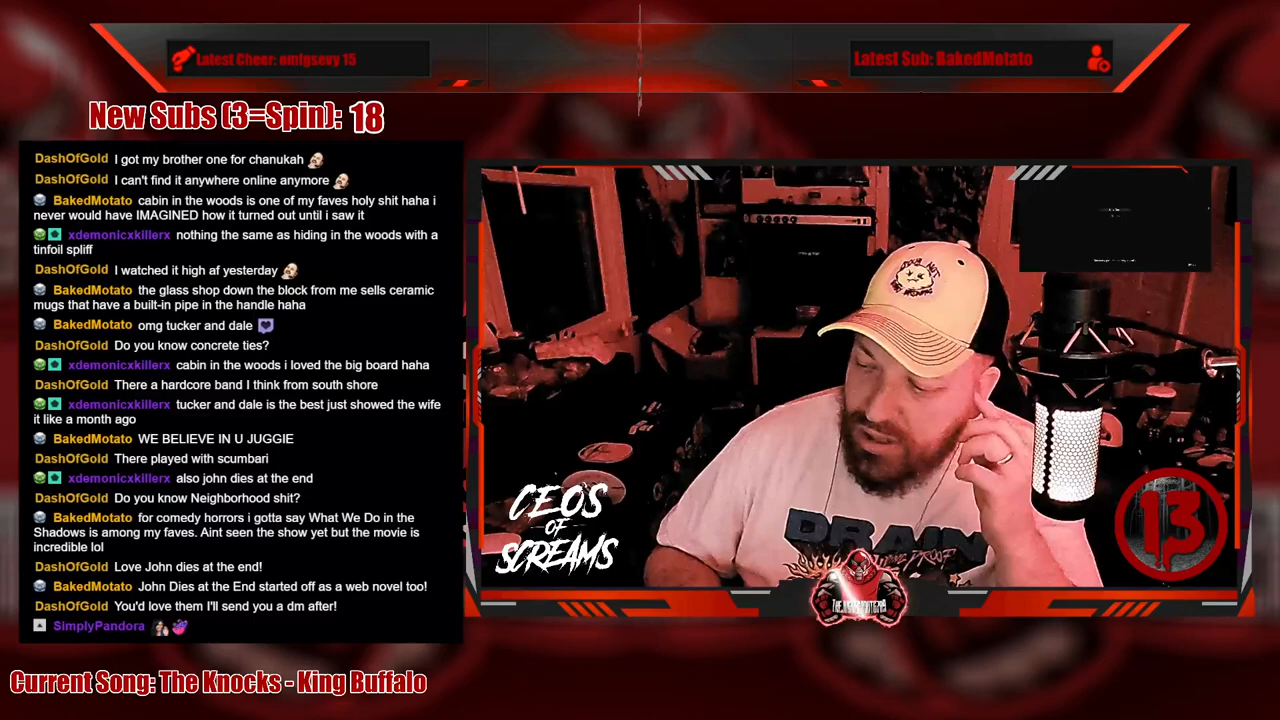 Latest Cheer: omfgsevy 15
Latest Sub: BakedMotato
New Subs (3=Spin): 18
DashOfGold I got my brother one for chanukah
DashOfGold I can't find it anywhere online anymore
BakedMotato cabin in the woods is one of my faves holy shit haha i
never would have IMAGINED how it turned out until i saw it
xdemonicxkillerx nothing the same as hiding in the woods with a
tinfoil spliff
DashOfGold I watched it high af yesterday
BakedMotato the glass shop down the block from me sells ceramic
mugs that have a built-in pipe in the handle haha
BakedMotato omg tucker and dale
DashOfGold Do you know concrete ties?
xdemonicxkillerx cabin in the woods i loved the big board haha
DashOfGold There a hardcore band I think from south shore
xdemonicxkillerx tucker and dale is the best just showed the wife
it like a month ago
BakedMotato WE BELIEVE IN U JUGGIE
DashOfGold There played with scumbari
xdemonicxkillerx also john dies at the end
DashOfGold Do you know Neighborhood shit?
BakedMotato for comedy horrors i gotta say What We Do in the
Shadows is among my faves. Aint seen the show yet but the movie is
incredible lol
DashOfGold Love John dies at the end!
BakedMotato John Dies at the End started off as a web novel too!
DashOfGold You'd love them I'll send you a dm after!
SimplyPandora
CEOS
OF
SCREAMS
DRAIN
13
Current Song: The Knocks - King Buffalo